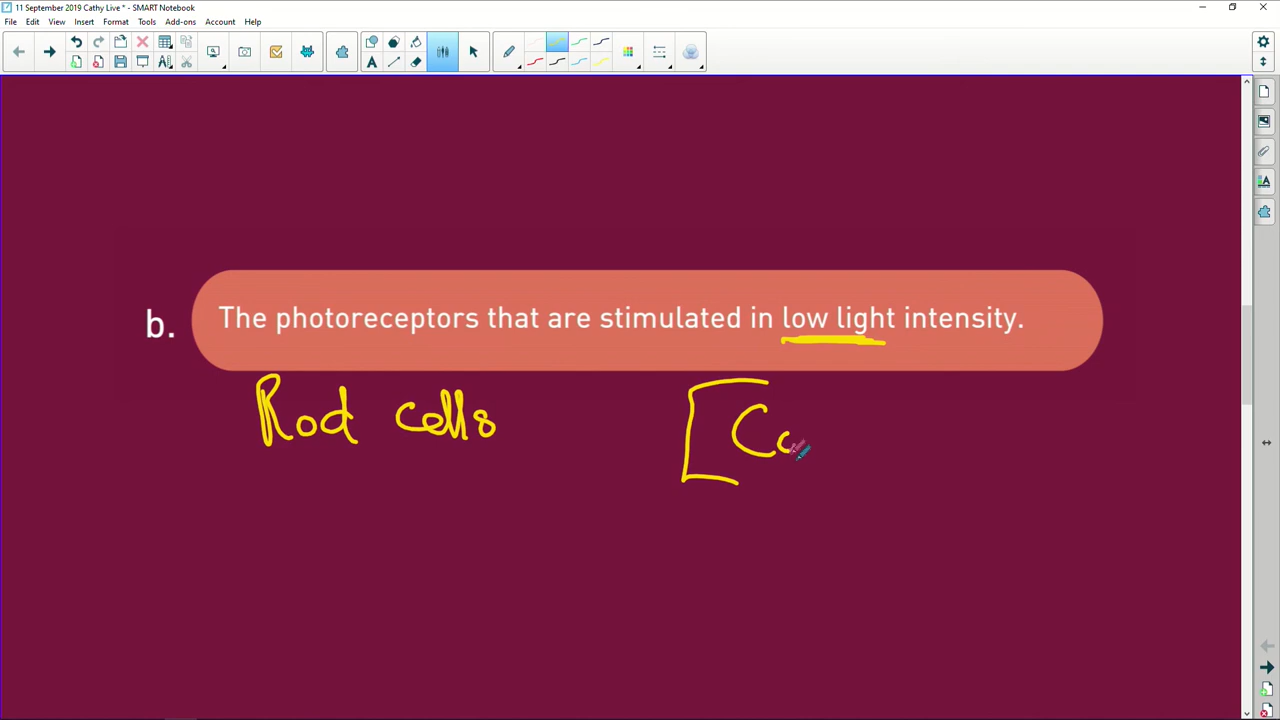 11 September 2019 Cathy Live * - SMART Notebook
File Edit View Insert Format Tools Add-ons Account Help
b. The photoreceptors that are stimulated in low light intensity.
Rod cells [ Co